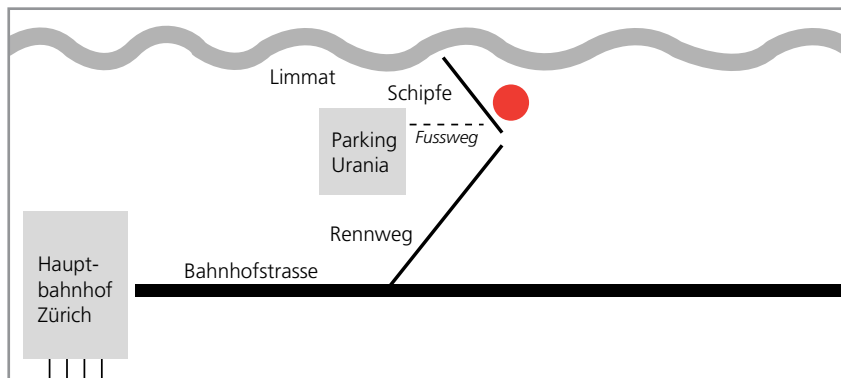 Limmat
Schipfe
Parking
Urania
Fussweg
Rennweg
Haupt-
bahnhof
Zürich
Bahnhofstrasse